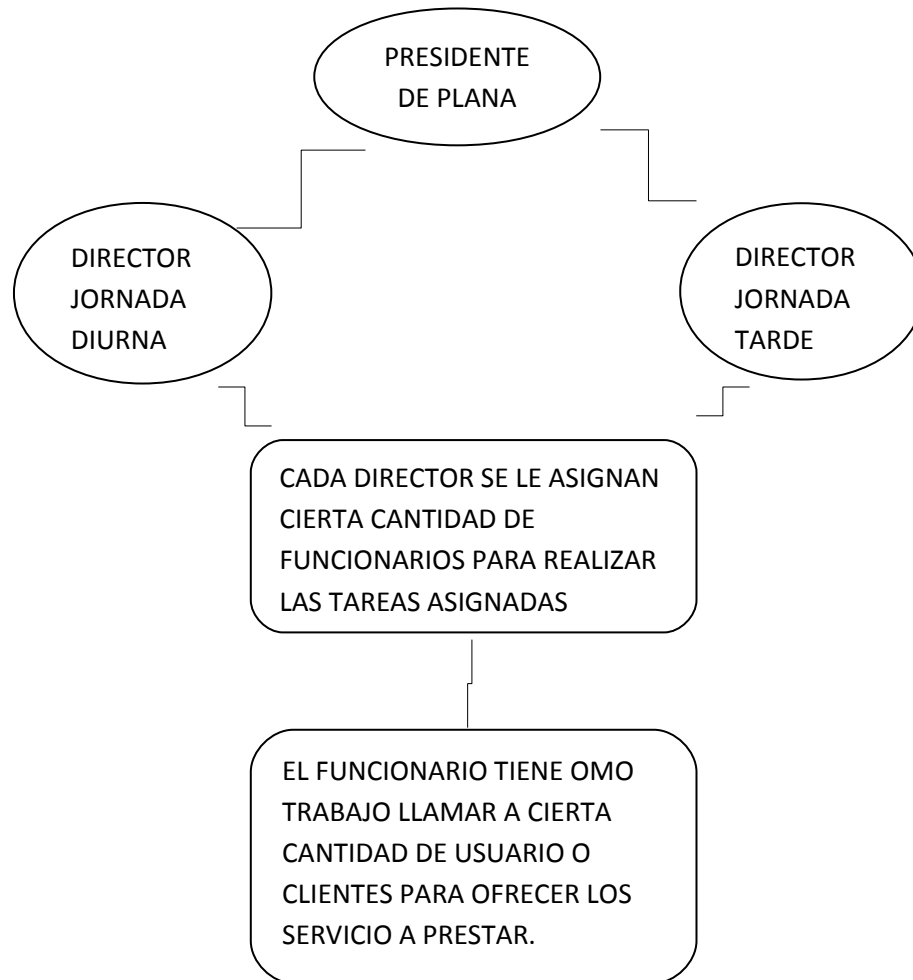 PRESIDENTE
DE PLANA
DIRECTOR
JORNADA
DIURNA
DIRECTOR
JORNADA
TARDE
CADA DIRECTOR SE LE ASIGNAN
CIERTA CANTIDAD DE
FUNCIONARIOS PARA REALIZAR
LAS TAREAS ASIGNADAS
EL FUNCIONARIO TIENE OMO
TRABAJO LLAMAR A CIERTA
CANTIDAD DE USUARIO O
CLIENTES PARA OFRECER LOS
SERVICIO A PRESTAR.